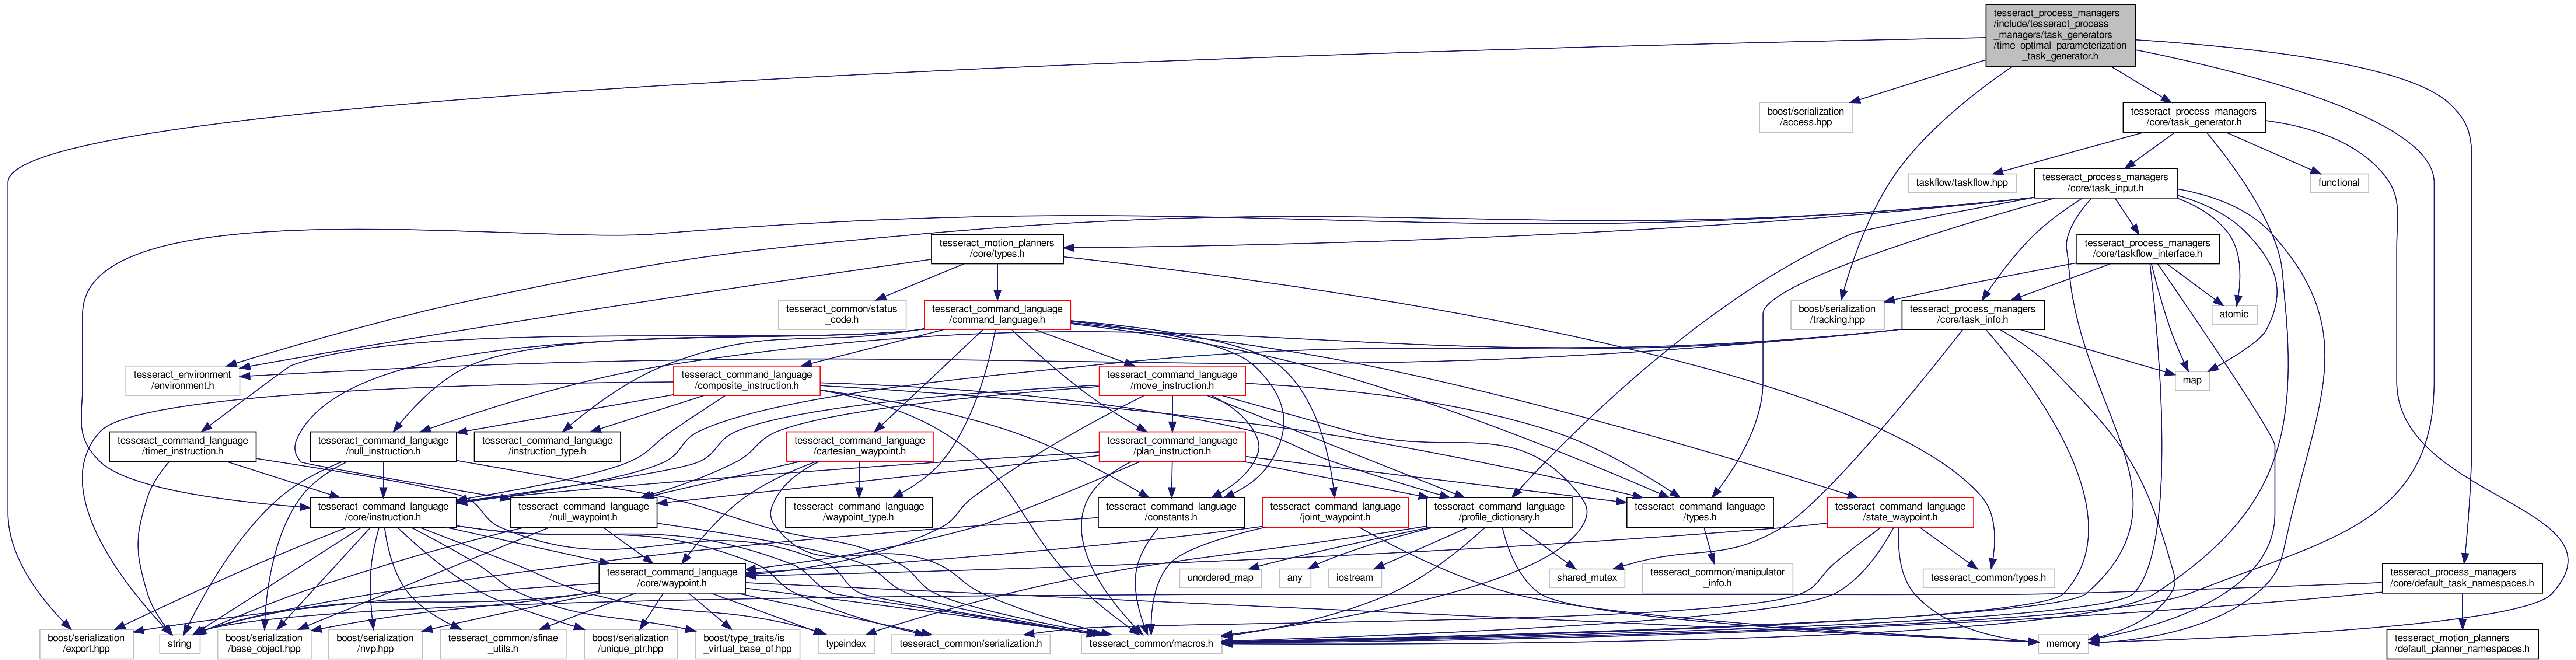 tesseract_process_managers
/include/tesseract_process
_managers/task_generators
/time_optimal_parameterization
_task_generator.h
boost/serialization
/access.hpp
tesseract_process_managers
/core/task_generator.h
taskflow/taskflow.hpp
tesseract_process_managers
/core/task_input.h
functional
tesseract_motion_planners
/core/types.h
tesseract_process_managers
/core/taskflow_interface.h
tesseract_common/status
_code.h
tesseract_command_language
/command_language.h
boost/serialization
/tracking.hpp
tesseract_process_managers
/core/task_info.h
atomic
tesseract_environment
/environment.h
tesseract_command_language
/composite_instruction.h
tesseract_command_language
/move_instruction.h
map
tesseract_command_language
/timer_instruction.h
tesseract_command_language
/null_instruction.h
tesseract_command_language
/instruction_type.h
tesseract_command_language
/cartesian_waypoint.h
tesseract_command_language
/plan_instruction.h
tesseract_command_language
/core/instruction.h
tesseract_command_language
/null_waypoint.h
tesseract_command_language
/waypoint_type.h
tesseract_command_language
/constants.h
tesseract_command_language
/joint_waypoint.h
tesseract_command_language
/profile_dictionary.h
tesseract_command_language
/types.h
tesseract_command_language
/state_waypoint.h
tesseract_command_language
/core/waypoint.h
unordered_map
any
iostream
shared_mutex
tesseract_common/manipulator
_info.h
tesseract_common/types.h
tesseract_process_managers
/core/default_task_namespaces.h
boost/serialization
/export.hpp
string
boost/serialization
/base_object.hpp
boost/serialization
/nvp.hpp
tesseract_common/sfinae
_utils.h
boost/serialization
/unique_ptr.hpp
boost/type_traits/is
_virtual_base_of.hpp
typeindex
tesseract_common/serialization.h
tesseract_common/macros.h
memory
tesseract_motion_planners
/default_planner_namespaces.h